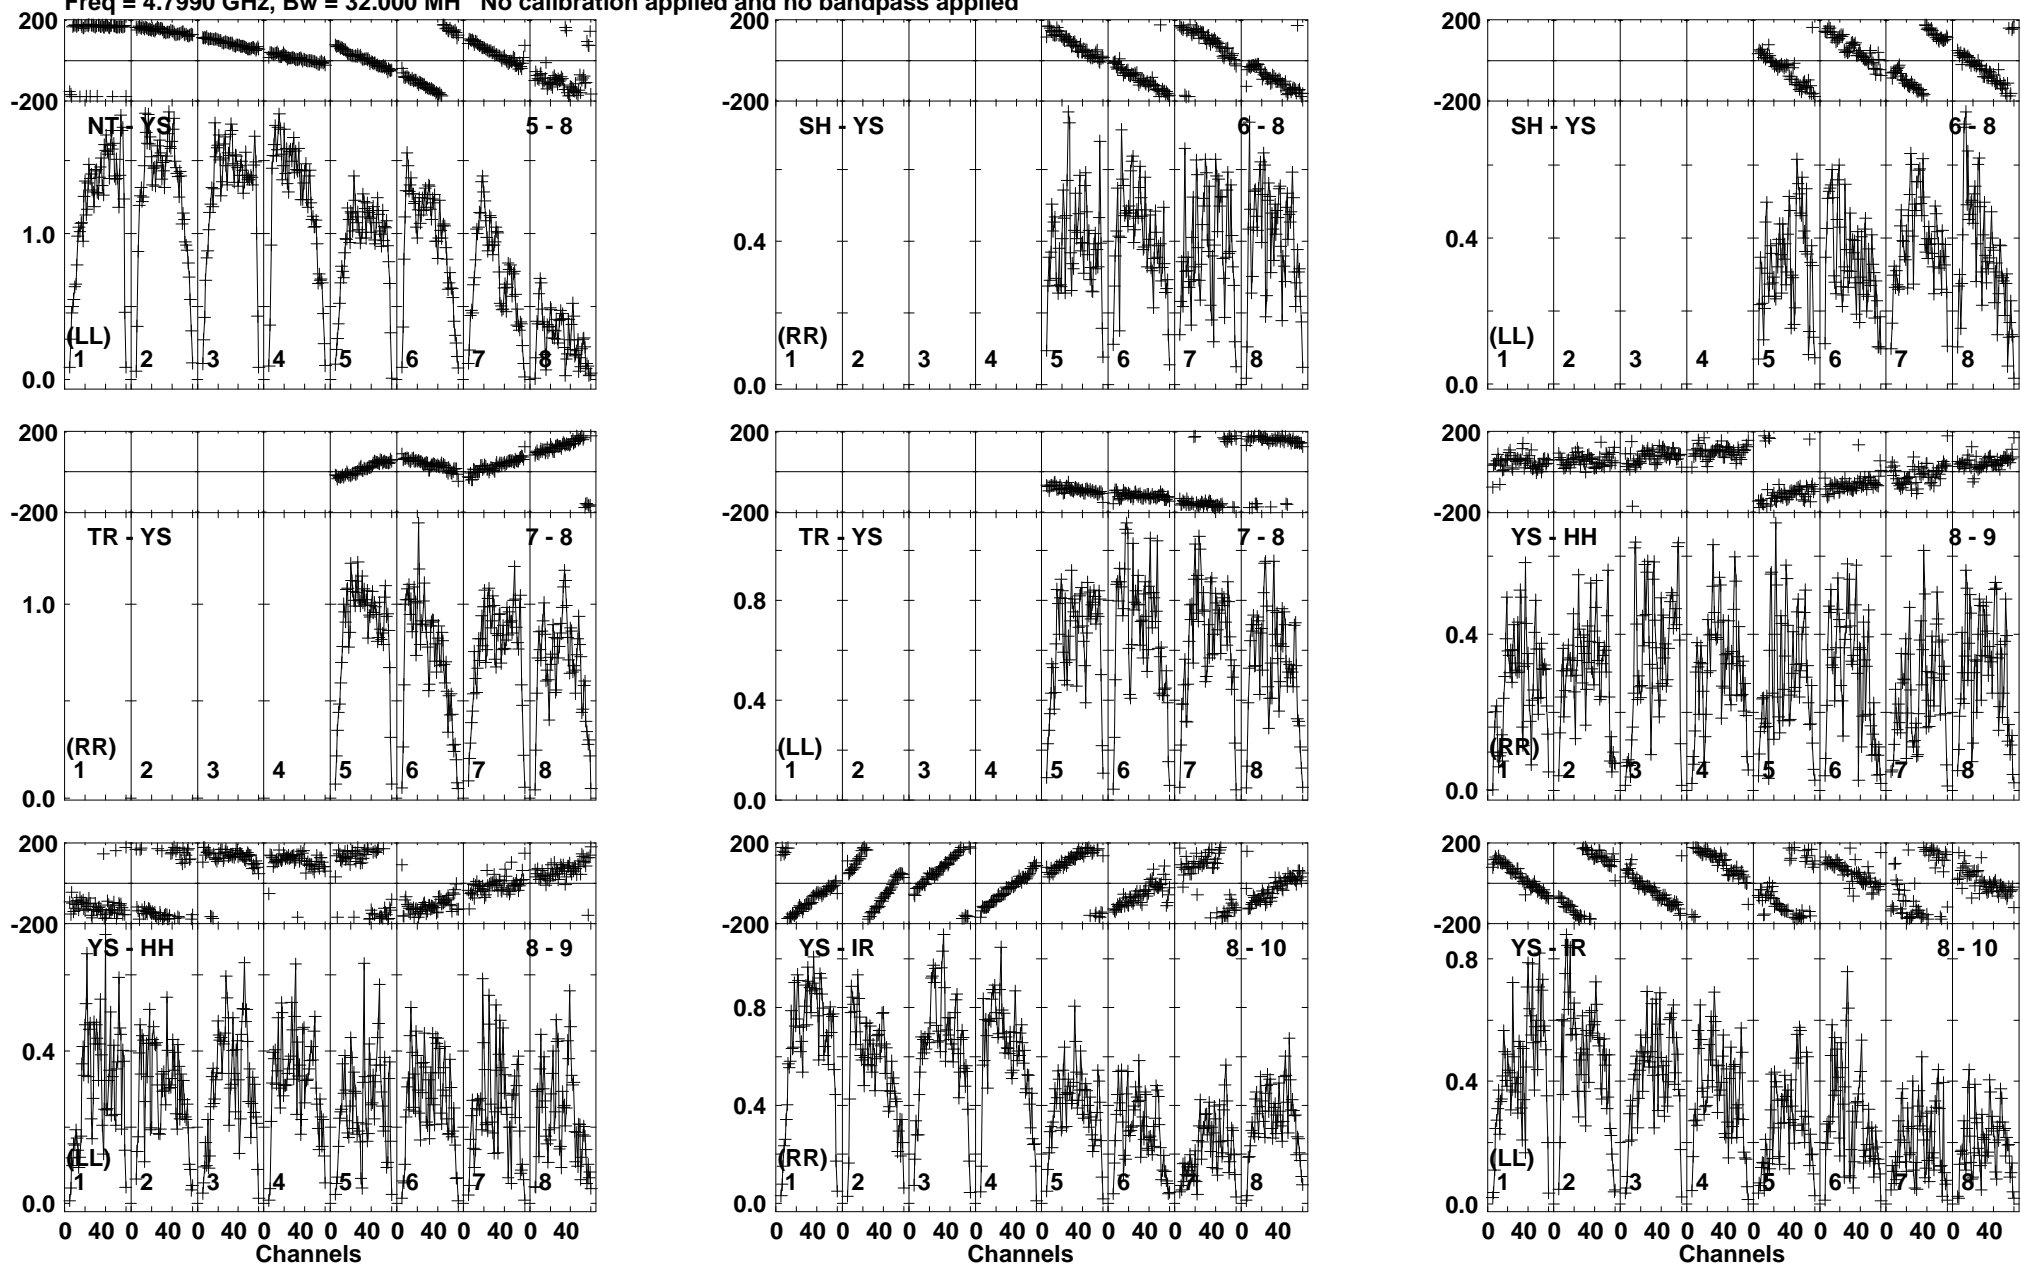 Freq = 4.7990 GHz, Bw = 32.000 MH No calibration applied and no bandpass applied
200
-200
NT - YS 5 - 8
1.0
0.0
(LL)
1 2 3 4 5 6 7 8
200
-200
SH - YS 6 - 8
0.4
0.0
(RR)
1 2 3 4 5 6 7 8
200
-200
SH - YS 6 - 8
0.4
0.0
(LL)
1 2 3 4 5 6 7 8
200
-200
TR - YS 7 - 8
1.0
0.0
(RR)
1 2 3 4 5 6 7 8
200
-200
TR - YS 7 - 8
0.8
0.4
0.0
(LL)
1 2 3 4 5 6 7 8
200
-200
YS - HH 8 - 9
0.4
0.0
(RR)
1 2 3 4 5 6 7 8
200
-200
YS - HH 8 - 9
0.4
0.0
(LL)
1 2 3 4 5 6 7 8
0 40 0 40 0 40 0 40 0 40 0 40 0 40 0 40
Channels
200
-200
YS - IR 8 - 10
0.8
0.4
0.0
(RR)
1 2 3 4 5 6 7 8
0 40 0 40 0 40 0 40 0 40 0 40 0 40 0 40
Channels
200
-200
YS - IR 8 - 10
0.8
0.4
0.0
(LL)
1 2 3 4 5 6 7 8
0 40 0 40 0 40 0 40 0 40 0 40 0 40 0 40
Channels